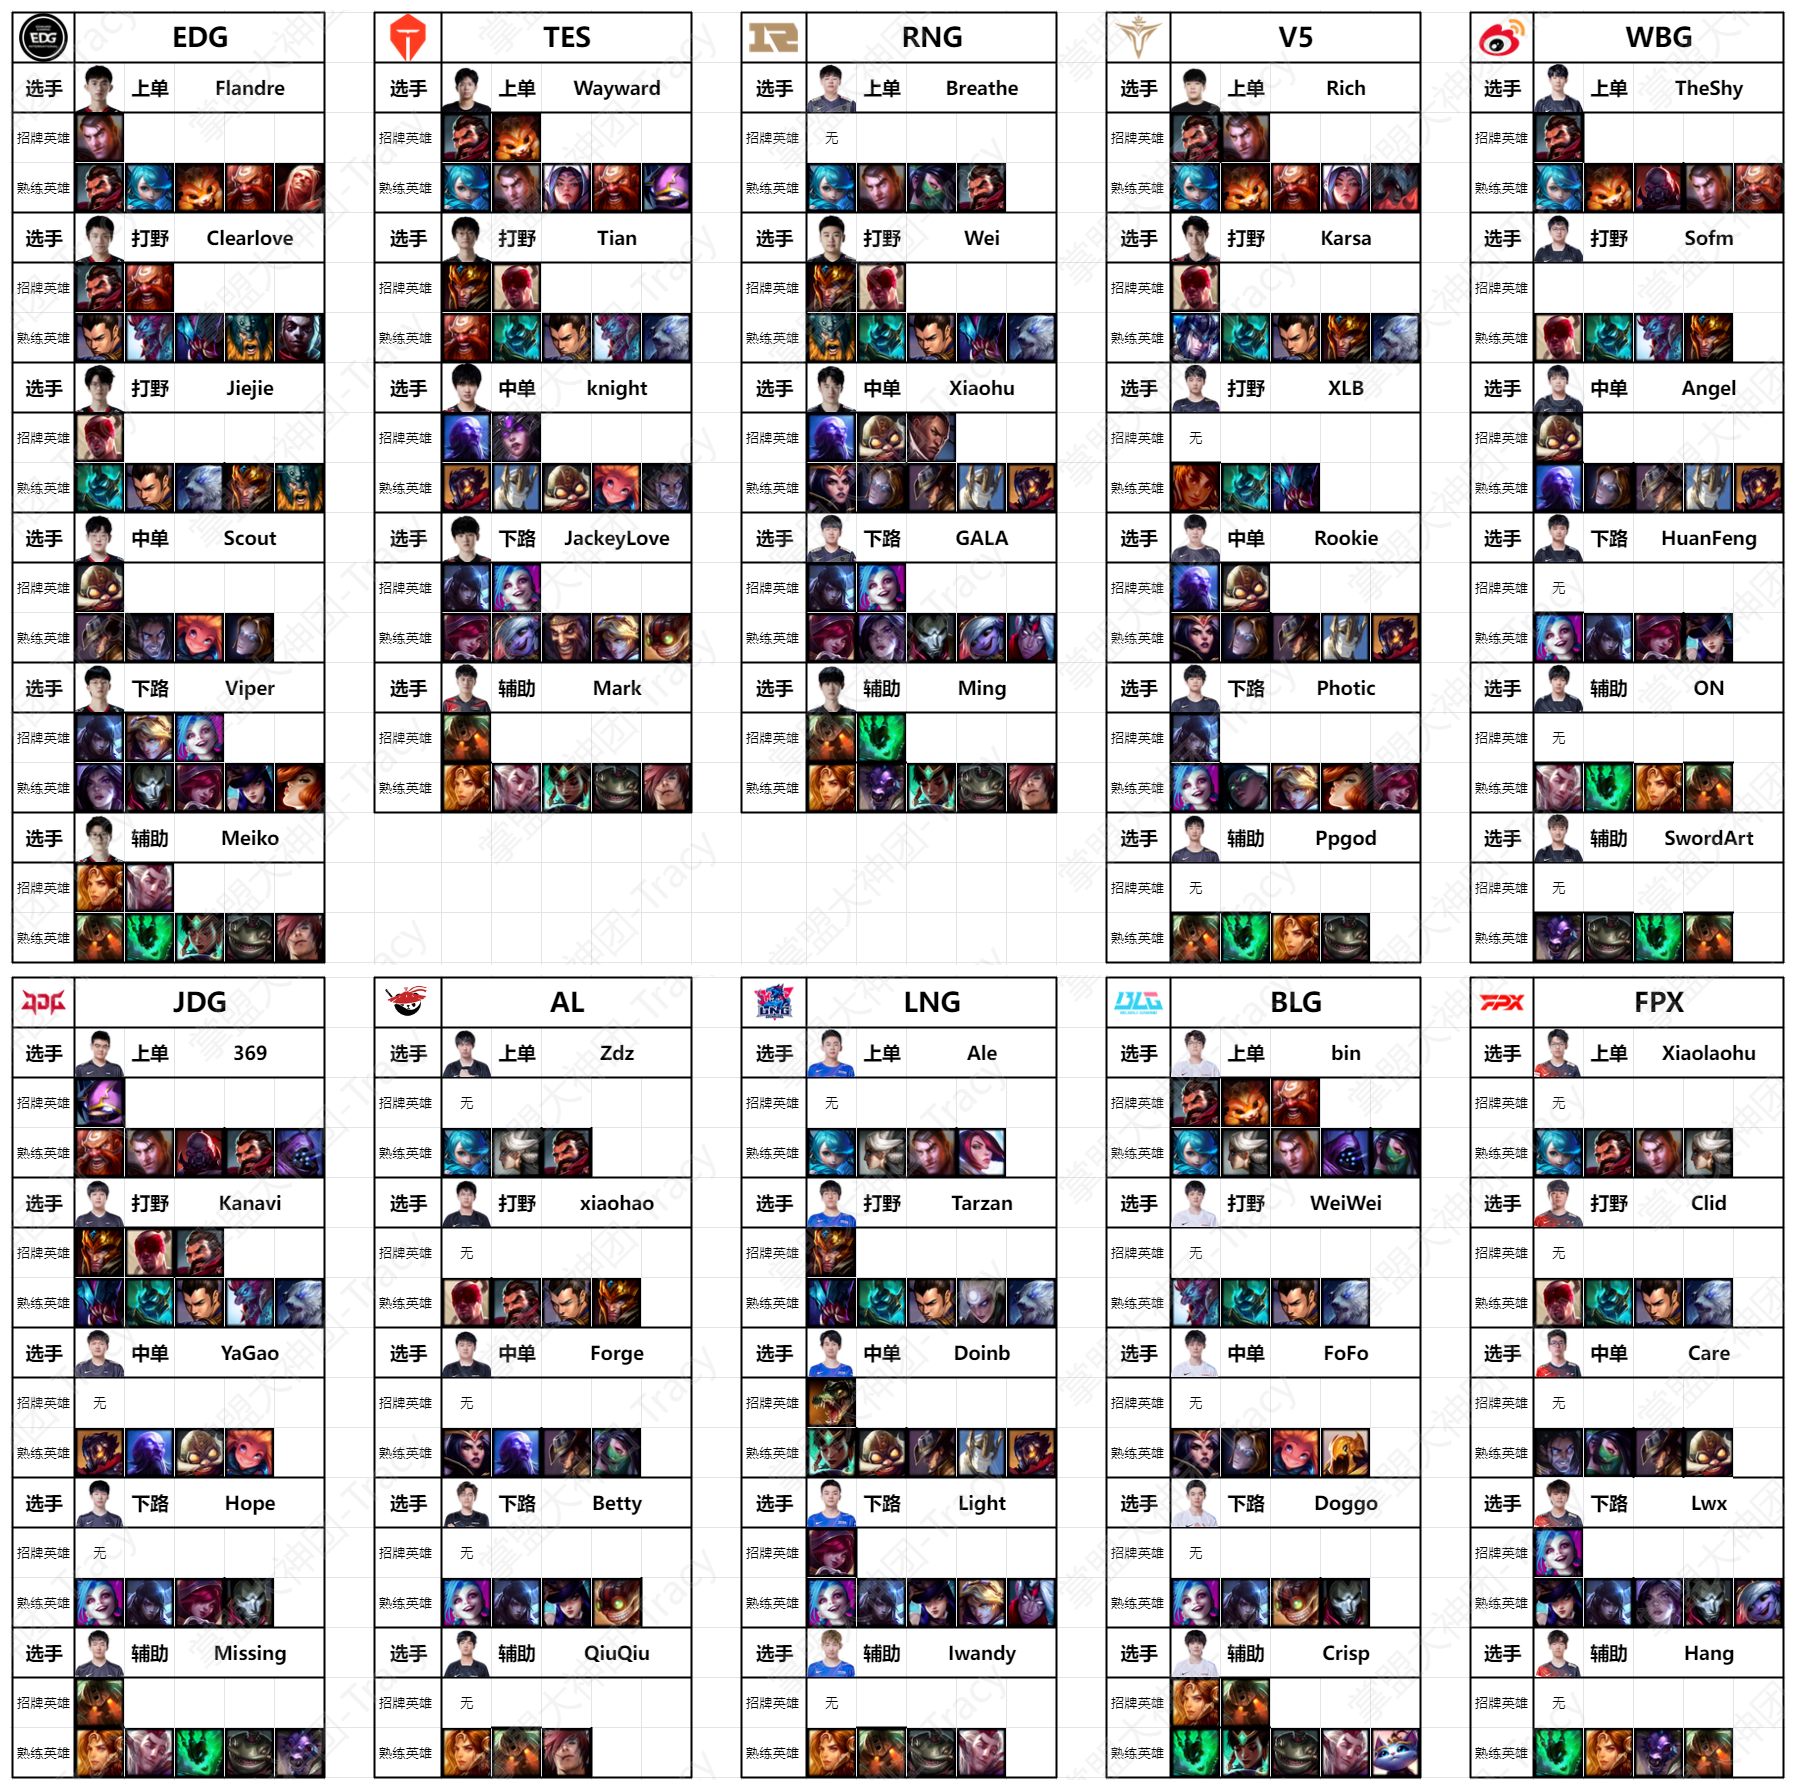 EDG
TES
RNG
V5
WBG
选手 上单 Flandre
选手 上单 Wayward
选手 上单 Breathe
选手 上单 Rich
选手 上单 TheShy
招牌英雄
招牌英雄
招牌英雄 无
招牌英雄
招牌英雄
熟练英雄
熟练英雄
熟练英雄
熟练英雄
熟练英雄
选手 打野 Clearlove
选手 打野 Tian
选手 打野 Wei
选手 打野 Karsa
选手 打野 Sofm
招牌英雄
招牌英雄
招牌英雄
招牌英雄
招牌英雄
熟练英雄
熟练英雄
熟练英雄
熟练英雄
熟练英雄
选手 打野 Jiejie
选手 中单 knight
选手 中单 Xiaohu
选手 打野 XLB
选手 中单 Angel
招牌英雄
招牌英雄
招牌英雄
招牌英雄 无
招牌英雄
熟练英雄
熟练英雄
熟练英雄
熟练英雄
熟练英雄
选手 中单 Scout
选手 下路 JackeyLove
选手 下路 GALA
选手 中单 Rookie
选手 下路 HuanFeng
招牌英雄
招牌英雄
招牌英雄
招牌英雄
招牌英雄 无
熟练英雄
熟练英雄
熟练英雄
熟练英雄
熟练英雄
选手 下路 Viper
选手 辅助 Mark
选手 辅助 Ming
选手 下路 Photic
选手 辅助 ON
招牌英雄
招牌英雄
招牌英雄
招牌英雄
招牌英雄 无
熟练英雄
熟练英雄
熟练英雄
熟练英雄
熟练英雄
选手 辅助 Meiko
选手 辅助 Ppgod
选手 辅助 SwordArt
招牌英雄
招牌英雄 无
招牌英雄 无
熟练英雄
熟练英雄
熟练英雄
JDG
AL
LNG
BLG
FPX
选手 上单 369
选手 上单 Zdz
选手 上单 Ale
选手 上单 bin
选手 上单 Xiaolaohu
招牌英雄
招牌英雄 无
招牌英雄 无
招牌英雄
招牌英雄 无
熟练英雄
熟练英雄
熟练英雄
熟练英雄
熟练英雄
选手 打野 Kanavi
选手 打野 xiaohao
选手 打野 Tarzan
选手 打野 WeiWei
选手 打野 Clid
招牌英雄
招牌英雄 无
招牌英雄
招牌英雄 无
招牌英雄 无
熟练英雄
熟练英雄
熟练英雄
熟练英雄
熟练英雄
选手 中单 YaGao
选手 中单 Forge
选手 中单 Doinb
选手 中单 FoFo
选手 中单 Care
招牌英雄 无
招牌英雄 无
招牌英雄
招牌英雄 无
招牌英雄 无
熟练英雄
熟练英雄
熟练英雄
熟练英雄
熟练英雄
选手 下路 Hope
选手 下路 Betty
选手 下路 Light
选手 下路 Doggo
选手 下路 Lwx
招牌英雄 无
招牌英雄 无
招牌英雄
招牌英雄 无
招牌英雄
熟练英雄
熟练英雄
熟练英雄
熟练英雄
熟练英雄
选手 辅助 Missing
选手 辅助 QiuQiu
选手 辅助 Iwandy
选手 辅助 Crisp
选手 辅助 Hang
招牌英雄
招牌英雄 无
招牌英雄 无
招牌英雄
招牌英雄 无
熟练英雄
熟练英雄
熟练英雄
熟练英雄
熟练英雄
掌盟大神团-Tracy